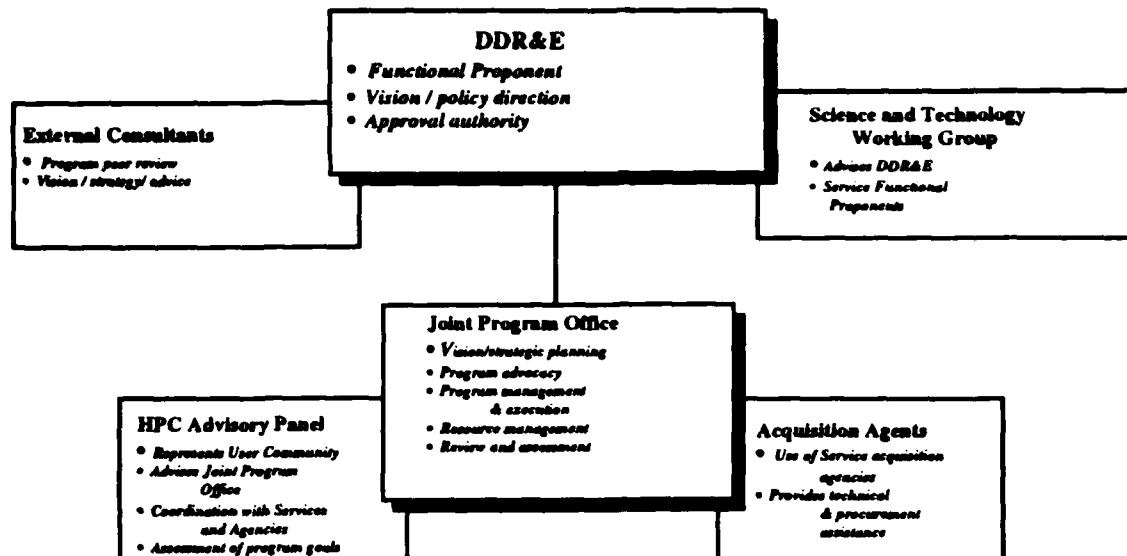 DDR&E
• Functional Proponent
• Vision / policy direction
• Approval authority
External Consultants
• Program peer review
• Vision / strategy/ advice
Science and Technology
Working Group
• Advises DDR&E
• Service Functional
Proponents
Joint Program Office
• Vision/strategic planning
• Program advocacy
• Program management
& execution
• Resource management
• Review and assessment
HPC Advisory Panel
• Represents User Community
• Advises Joint Program
Office
• Coordination with Services
and Agencies
• Assessment of program goals
Acquisition Agents
• Use of Service acquisition
agencies
• Provides technical
& procurement
assistance